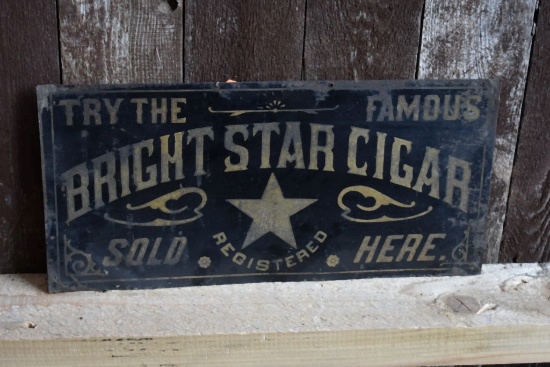 TRY THE FAMOUS
BRIGHT STAR CIGAR
SOLD HERE.
REGISTERED